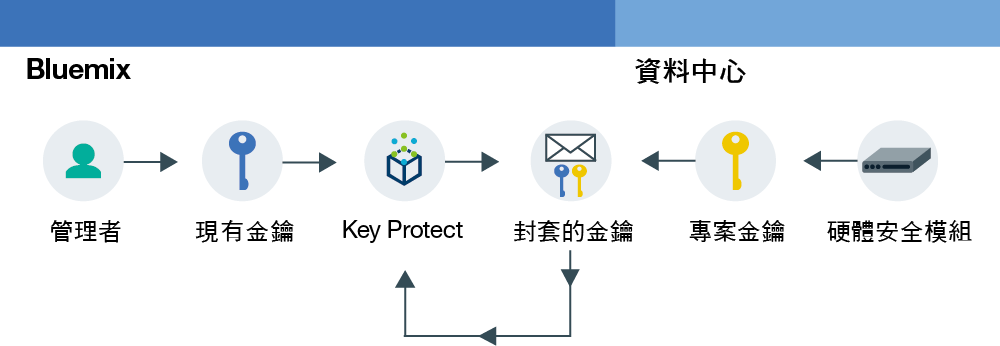 Bluemix
資料中心
管理者
現有金鑰
Key Protect
封套的金鑰
專案金鑰
硬體安全模組